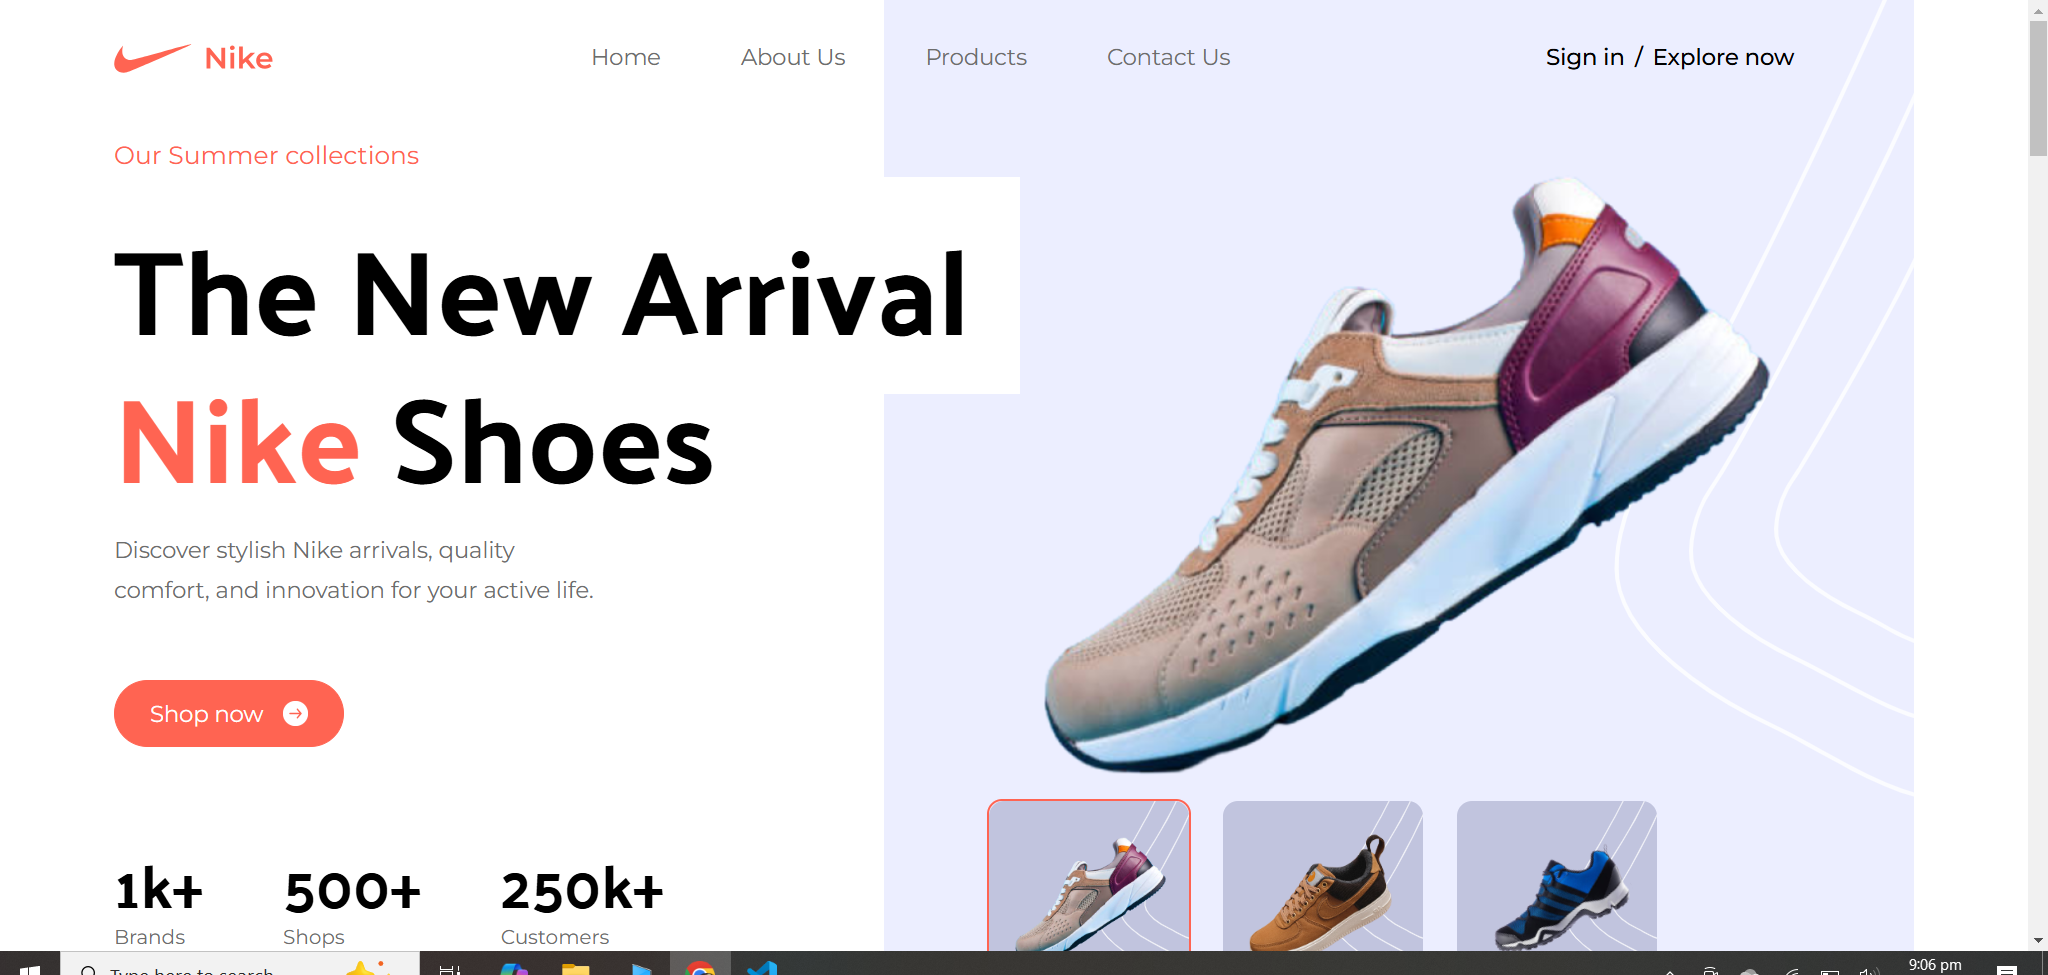 Nike
Home
About Us
Products
Contact Us
Sign in / Explore now
Our Summer collections
The New Arrival
Nike Shoes
Discover stylish Nike arrivals, quality
comfort, and innovation for your active life.
Shop now
1k+
500+
250k+
Brands
Shops
Customers
Type here to search
9:06 pm